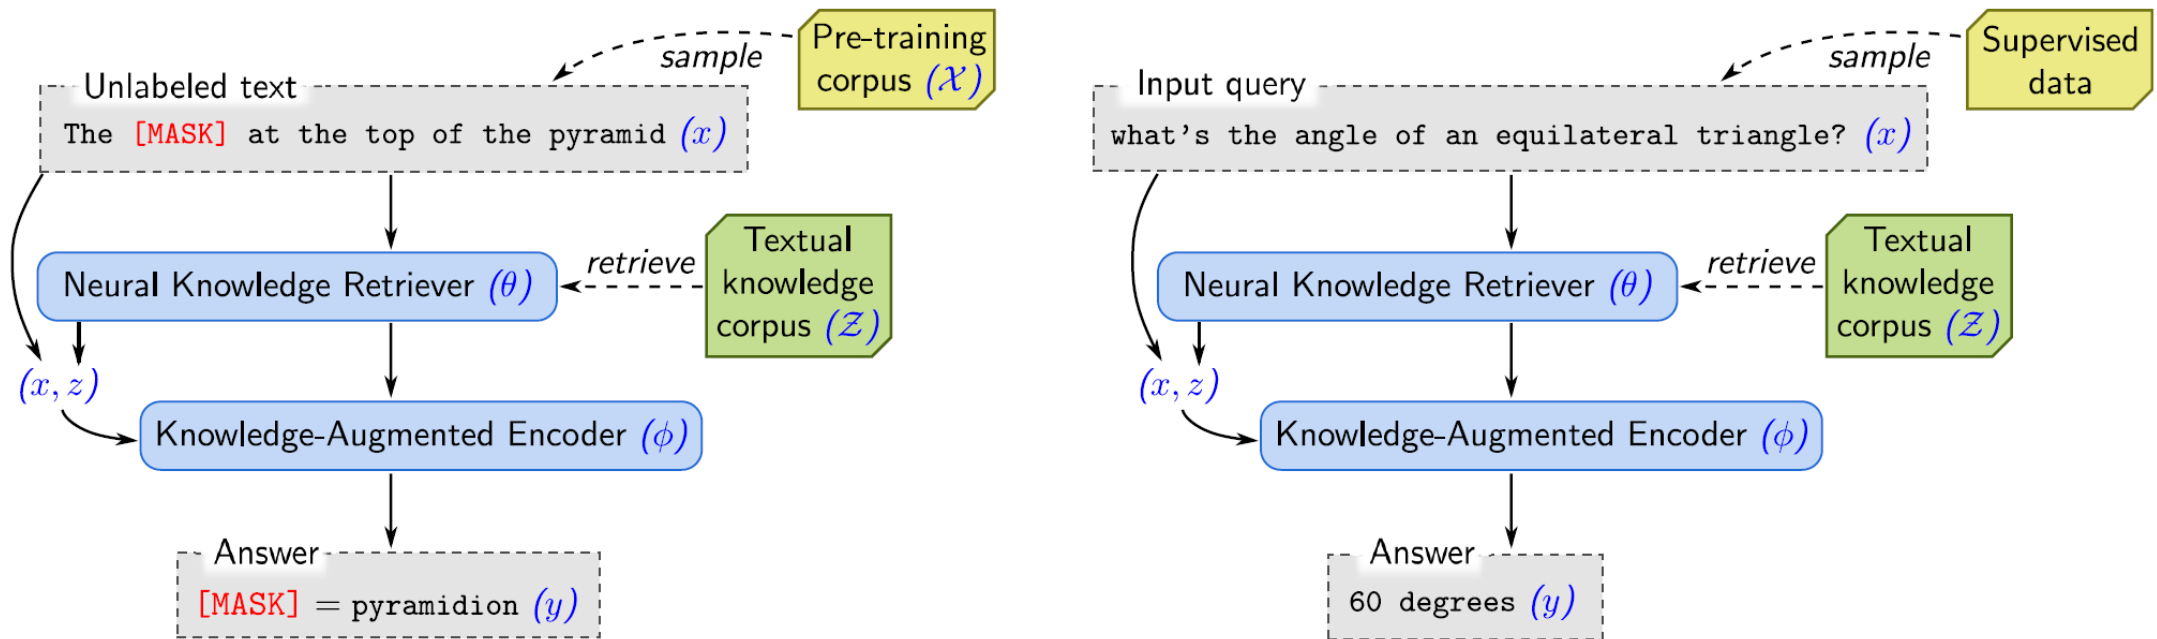 Pre-training
corpus (𝒳)
sample
Unlabeled text
The [MASK] at the top of the pyramid (x)
Neural Knowledge Retriever (θ)
retrieve
Textual
knowledge
corpus (𝒵)
(x, z)
Knowledge-Augmented Encoder (ϕ)
Answer
[MASK] = pyramidion (y)
Supervised
data
sample
Input query
what's the angle of an equilateral triangle? (x)
Neural Knowledge Retriever (θ)
retrieve
Textual
knowledge
corpus (𝒵)
(x, z)
Knowledge-Augmented Encoder (ϕ)
Answer
60 degrees (y)